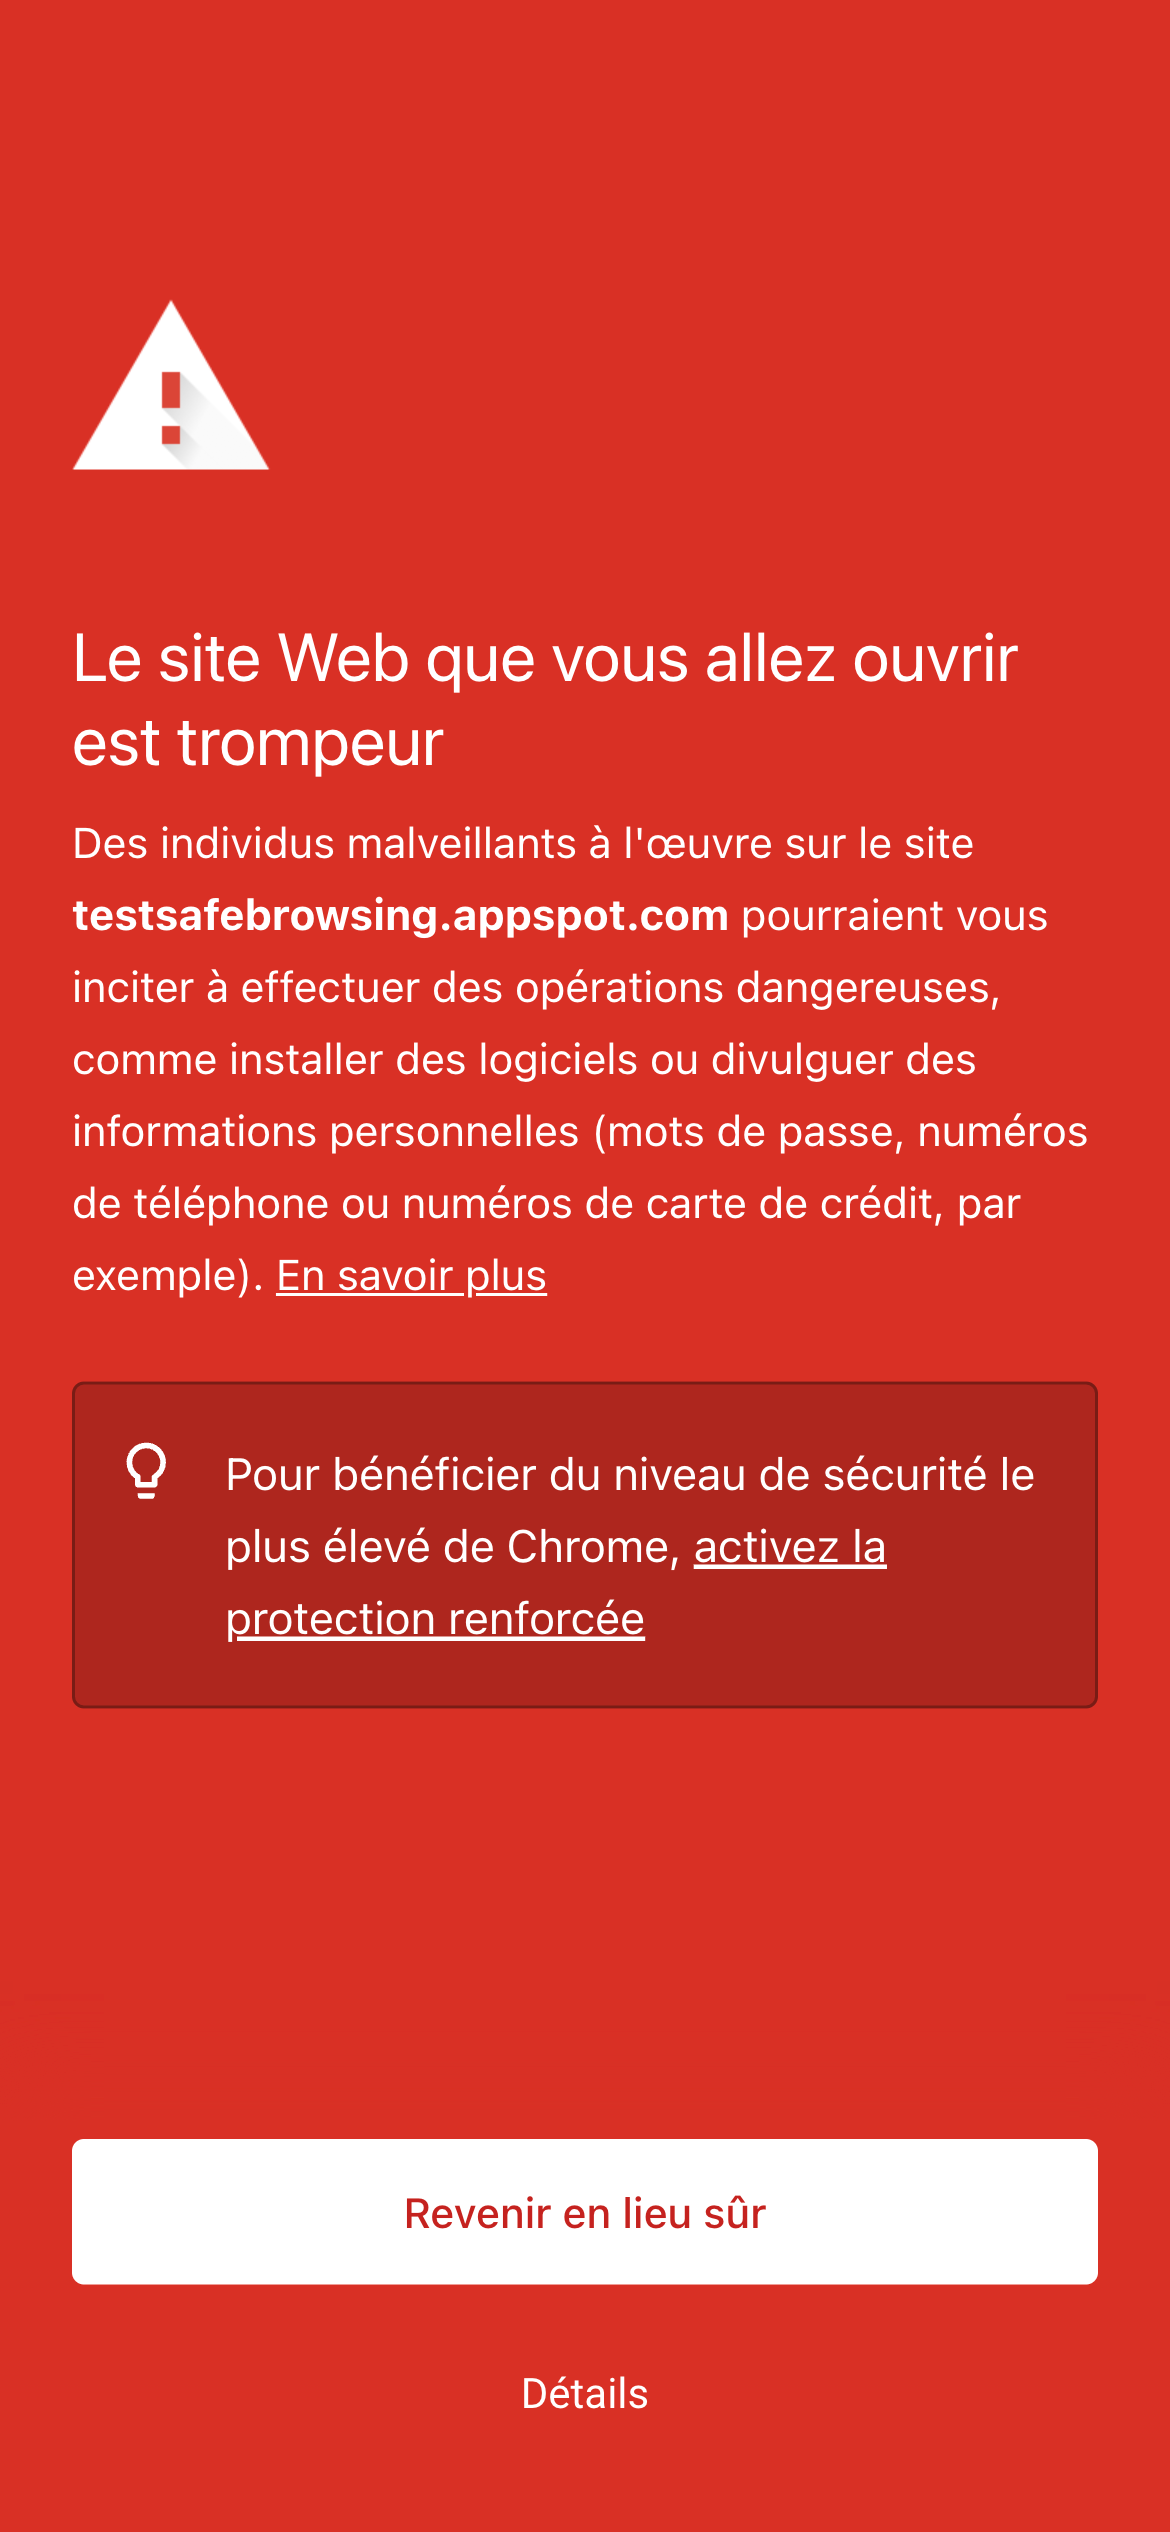 Le site Web que vous allez ouvrir
est trompeur
Des individus malveillants à l'œuvre sur le site
testsafebrowsing.appspot.com pourraient vous
inciter à effectuer des opérations dangereuses,
comme installer des logiciels ou divulguer des
informations personnelles (mots de passe, numéros
de téléphone ou numéros de carte de crédit, par
exemple). En savoir plus
Pour bénéficier du niveau de sécurité le
plus élevé de Chrome, activez la
protection renforcée
Revenir en lieu sûr
Détails